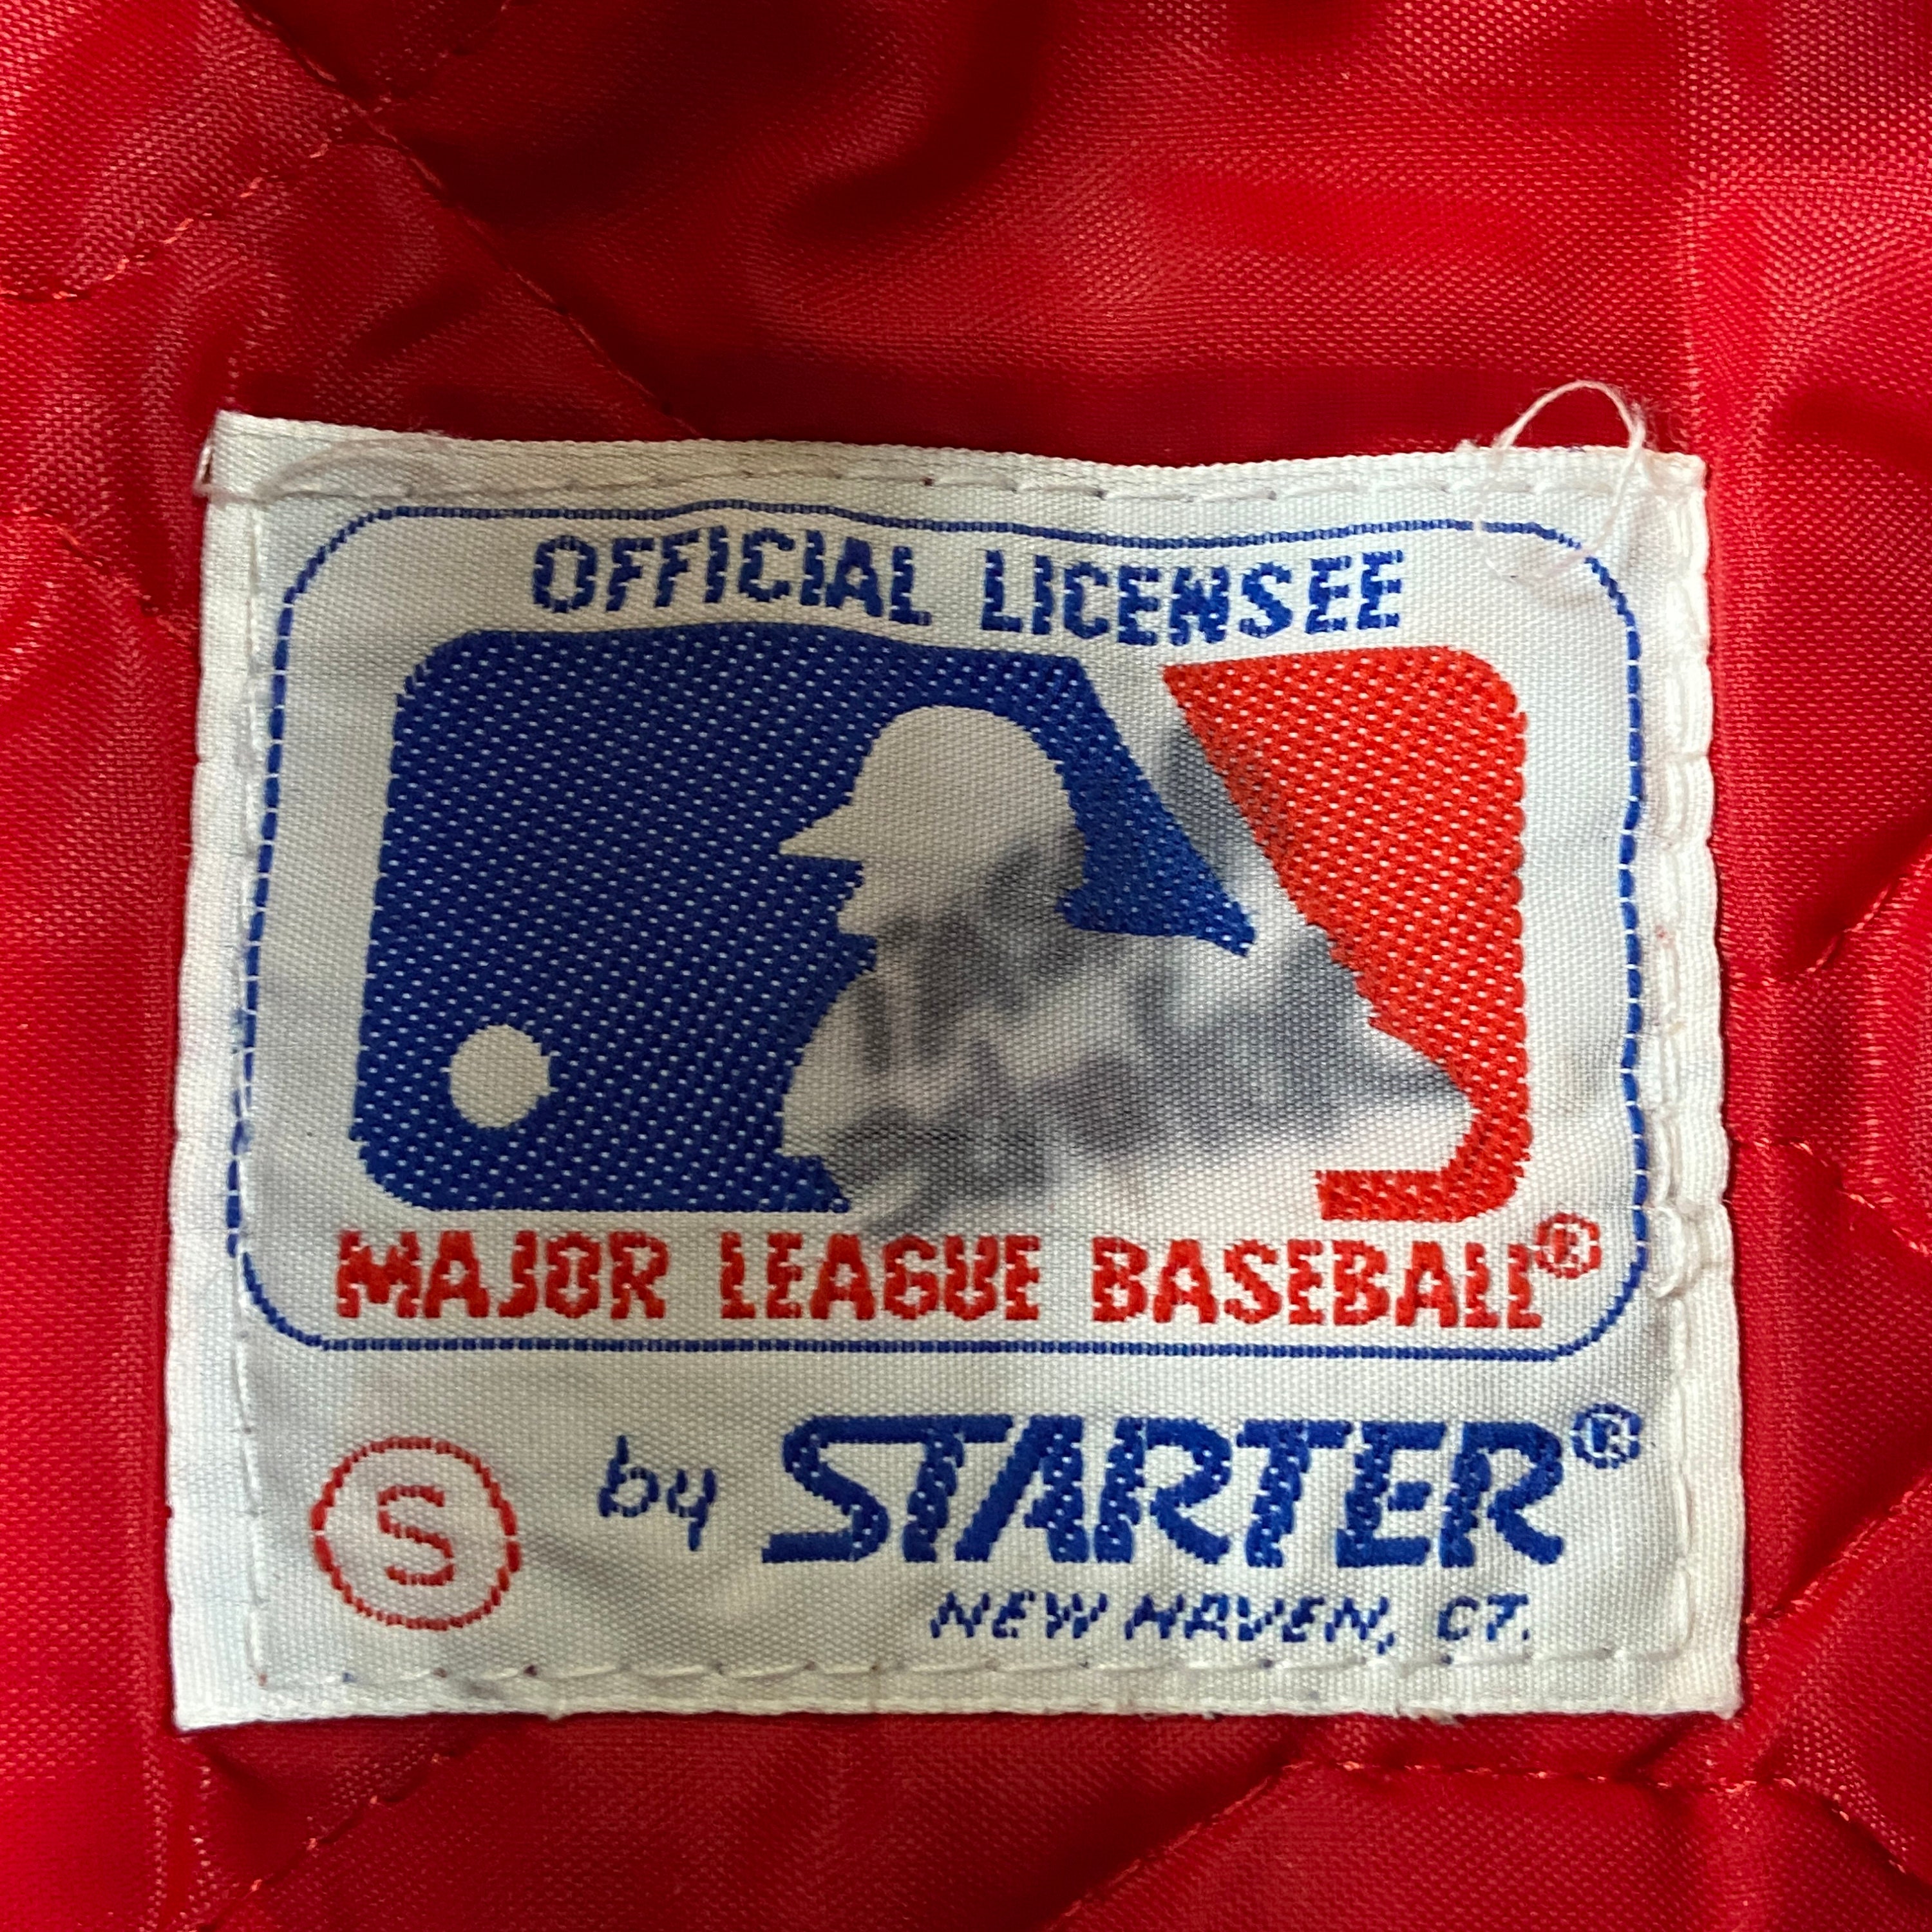 OFFICIAL LICENSEE
MAJOR LEAGUE BASEBALL®
S by STARTER®
NEW HAVEN, CT.